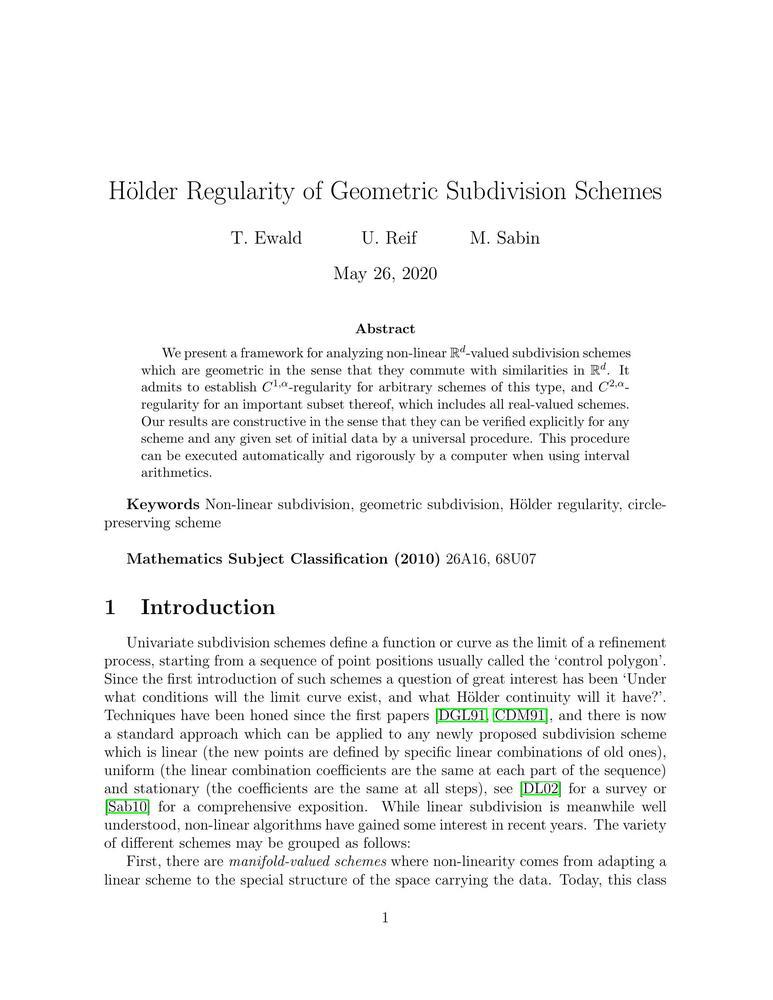 Hölder Regularity of Geometric Subdivision Schemes
T. Ewald U. Reif M. Sabin
May 26, 2020
Abstract
We present a framework for analyzing non-linear ℝᵈ-valued subdivision schemes
which are geometric in the sense that they commute with similarities in ℝᵈ. It
admits to establish C¹,ᵅ-regularity for arbitrary schemes of this type, and C²,ᵅ-
regularity for an important subset thereof, which includes all real-valued schemes.
Our results are constructive in the sense that they can be verified explicitly for any
scheme and any given set of initial data by a universal procedure. This procedure
can be executed automatically and rigorously by a computer when using interval
arithmetics.
Keywords Non-linear subdivision, geometric subdivision, Hölder regularity, circle-
preserving scheme
Mathematics Subject Classification (2010) 26A16, 68U07
1 Introduction
Univariate subdivision schemes define a function or curve as the limit of a refinement
process, starting from a sequence of point positions usually called the ‘control polygon’.
Since the first introduction of such schemes a question of great interest has been ‘Under
what conditions will the limit curve exist, and what Hölder continuity will it have?’.
Techniques have been honed since the first papers [DGL91, CDM91], and there is now
a standard approach which can be applied to any newly proposed subdivision scheme
which is linear (the new points are defined by specific linear combinations of old ones),
uniform (the linear combination coefficients are the same at each part of the sequence)
and stationary (the coefficients are the same at all steps), see [DL02] for a survey or
[Sab10] for a comprehensive exposition. While linear subdivision is meanwhile well
understood, non-linear algorithms have gained some interest in recent years. The variety
of different schemes may be grouped as follows:
First, there are manifold-valued schemes where non-linearity comes from adapting a
linear scheme to the special structure of the space carrying the data. Today, this class
1